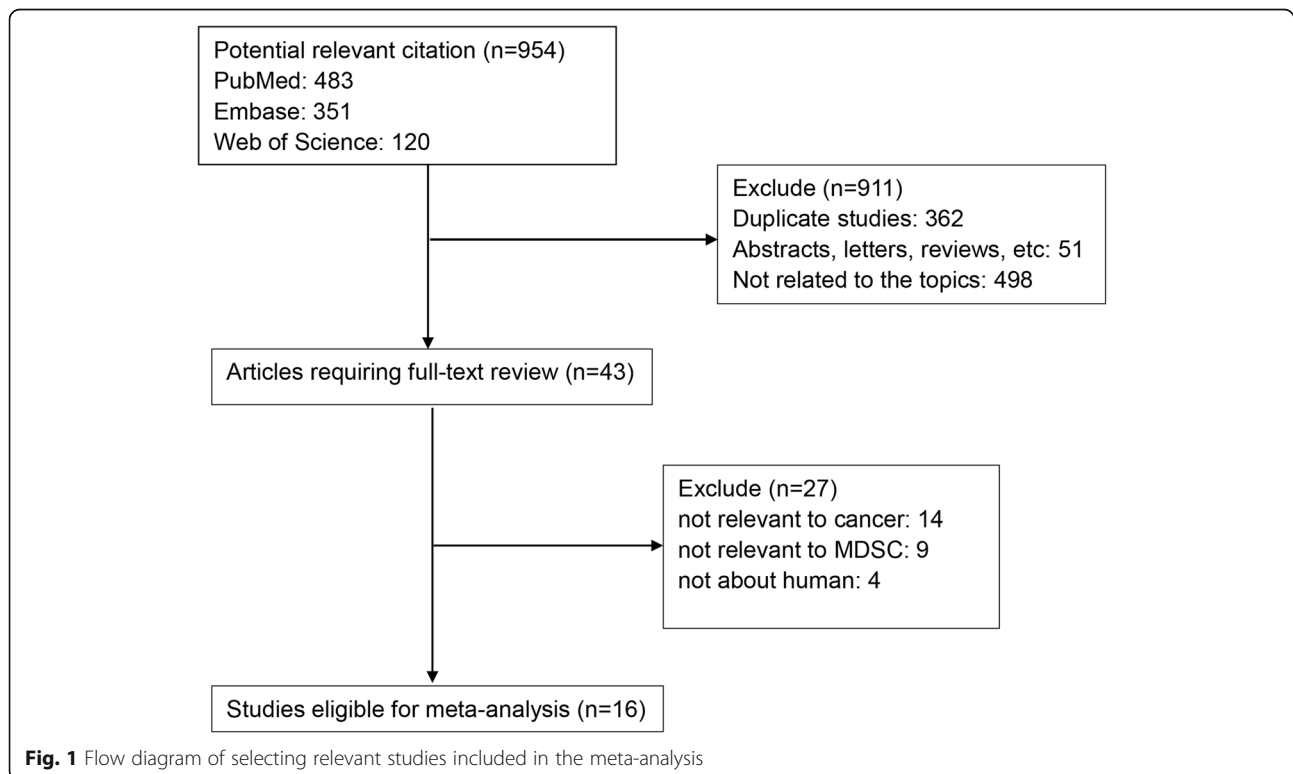 Potential relevant citation (n=954)
PubMed: 483
Embase: 351
Web of Science: 120
Exclude (n=911)
Duplicate studies: 362
Abstracts, letters, reviews, etc: 51
Not related to the topics: 498
Articles requiring full-text review (n=43)
Exclude (n=27)
not relevant to cancer: 14
not relevant to MDSC: 9
not about human: 4
Studies eligible for meta-analysis (n=16)
Fig. 1 Flow diagram of selecting relevant studies included in the meta-analysis